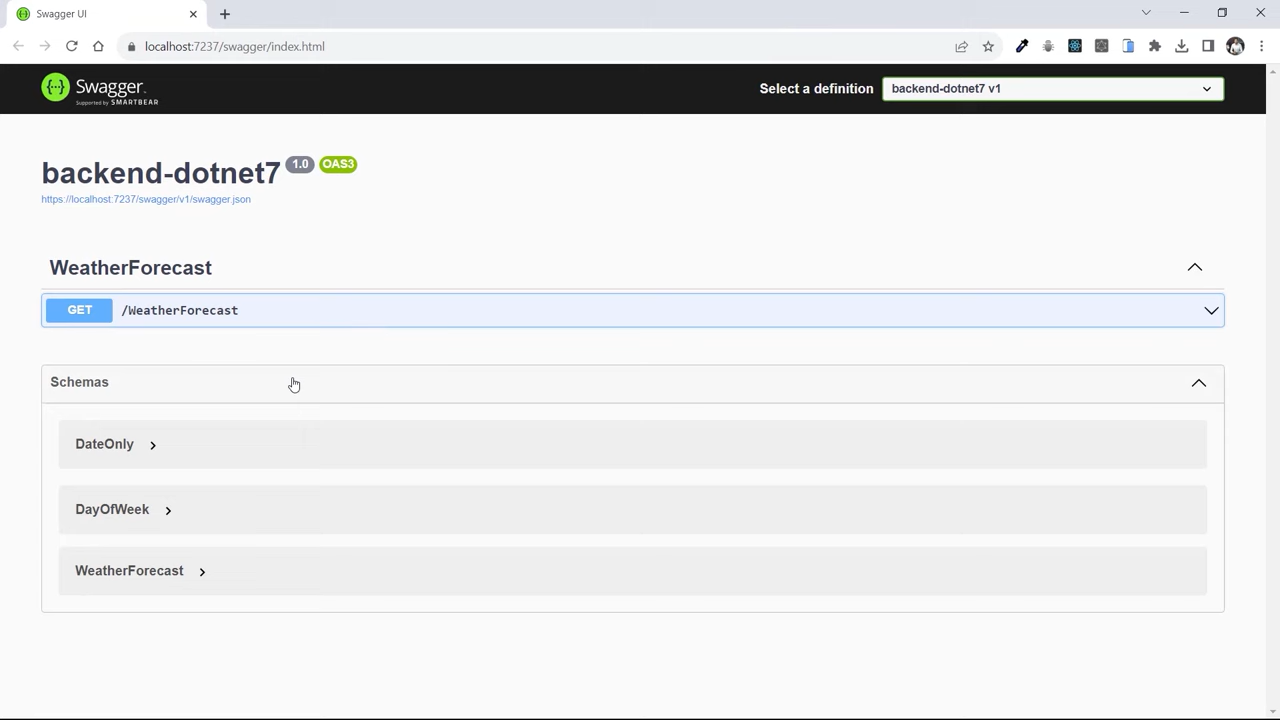 Swagger UI
localhost:7237/swagger/index.html
Swagger.
Supported by SMARTBEAR
Select a definition
backend-dotnet7 v1
backend-dotnet7 1.0 OAS3
https://localhost:7237/swagger/v1/swagger.json
WeatherForecast
GET /WeatherForecast
Schemas
DateOnly
DayOfWeek
WeatherForecast